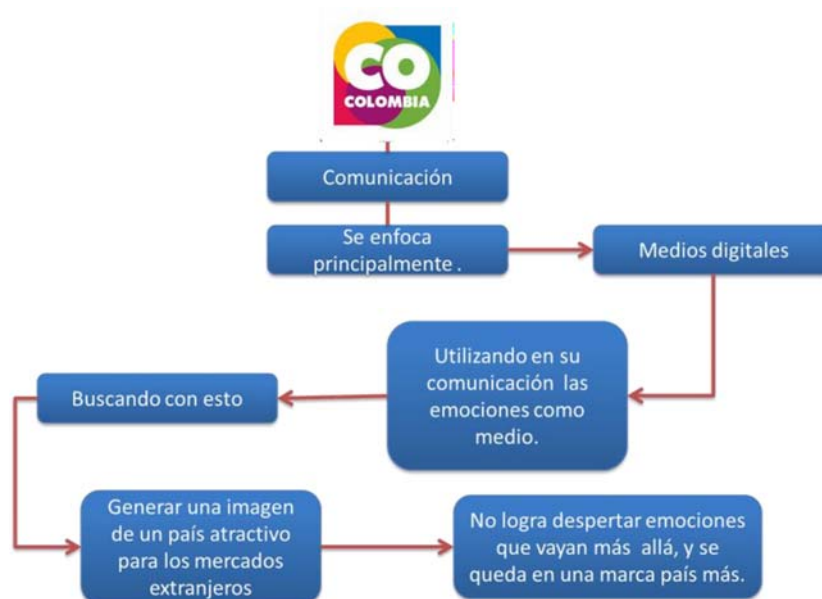 CO
COLOMBIA
Comunicación
Se enfoca
principalmente .
Medios digitales
Utilizando en su
comunicación las
emociones como
medio.
Buscando con esto
Generar una imagen
de un país atractivo
para los mercados
extranjeros
No logra despertar emociones
que vayan más allá, y se
queda en una marca país más.